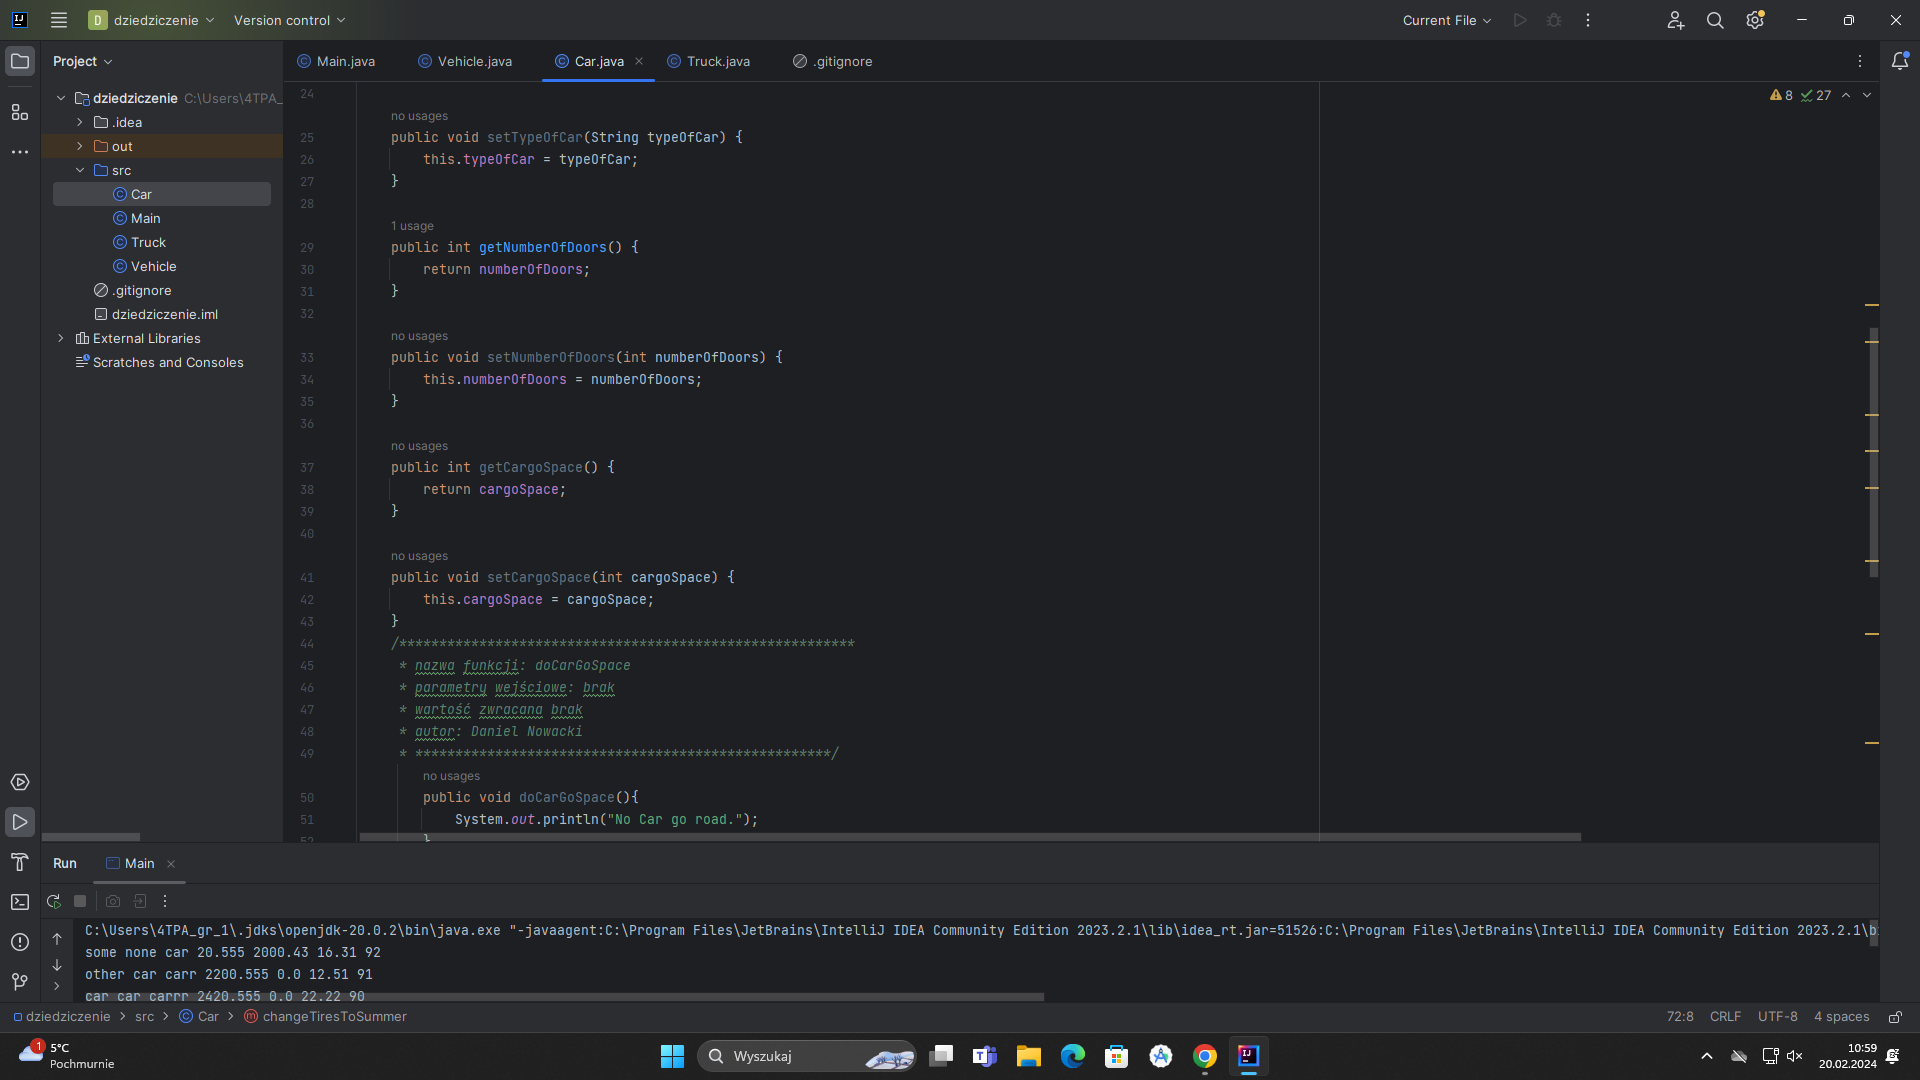 D dziedziczenie Version control Current File
Project Main.java Vehicle.java Car.java Truck.java .gitignore
dziedziczenie C:\Users\4TPA_
.idea
out
src
Car
Main
Truck
Vehicle
.gitignore
dziedziczenie.iml
External Libraries
Scratches and Consoles
8 27
24
no usages
25 public void setTypeOfCar(String typeOfCar) {
26 this.typeOfCar = typeOfCar;
27 }
28
1 usage
29 public int getNumberOfDoors() {
30 return numberOfDoors;
31 }
32
no usages
33 public void setNumberOfDoors(int numberOfDoors) {
34 this.numberOfDoors = numberOfDoors;
35 }
36
no usages
37 public int getCargoSpace() {
38 return cargoSpace;
39 }
40
no usages
41 public void setCargoSpace(int cargoSpace) {
42 this.cargoSpace = cargoSpace;
43 }
44 /*********************************************************
45 * nazwa funkcji: doCarGoSpace
46 * parametry wejściowe: brak
47 * wartość zwracana brak
48 * autor: Daniel Nowacki
49 * ****************************************************/
no usages
50 public void doCarGoSpace(){
51 System.out.println("No Car go road.");
52 }
Run Main
C:\Users\4TPA_gr_1\.jdks\openjdk-20.0.2\bin\java.exe "-javaagent:C:\Program Files\JetBrains\IntelliJ IDEA Community Edition 2023.2.1\lib\idea_rt.jar=51526:C:\Program Files\JetBrains\IntelliJ IDEA Community Edition 2023.2.1\b
some none car 20.555 2000.43 16.31 92
other car carr 2200.555 0.0 12.51 91
car car carrr 2420.555 0.0 22.22 90
dziedziczenie src Car changeTiresToSummer 72:8 CRLF UTF-8 4 spaces
1 5°C
Pochmurnie
Wyszukaj
10:59
20.02.2024